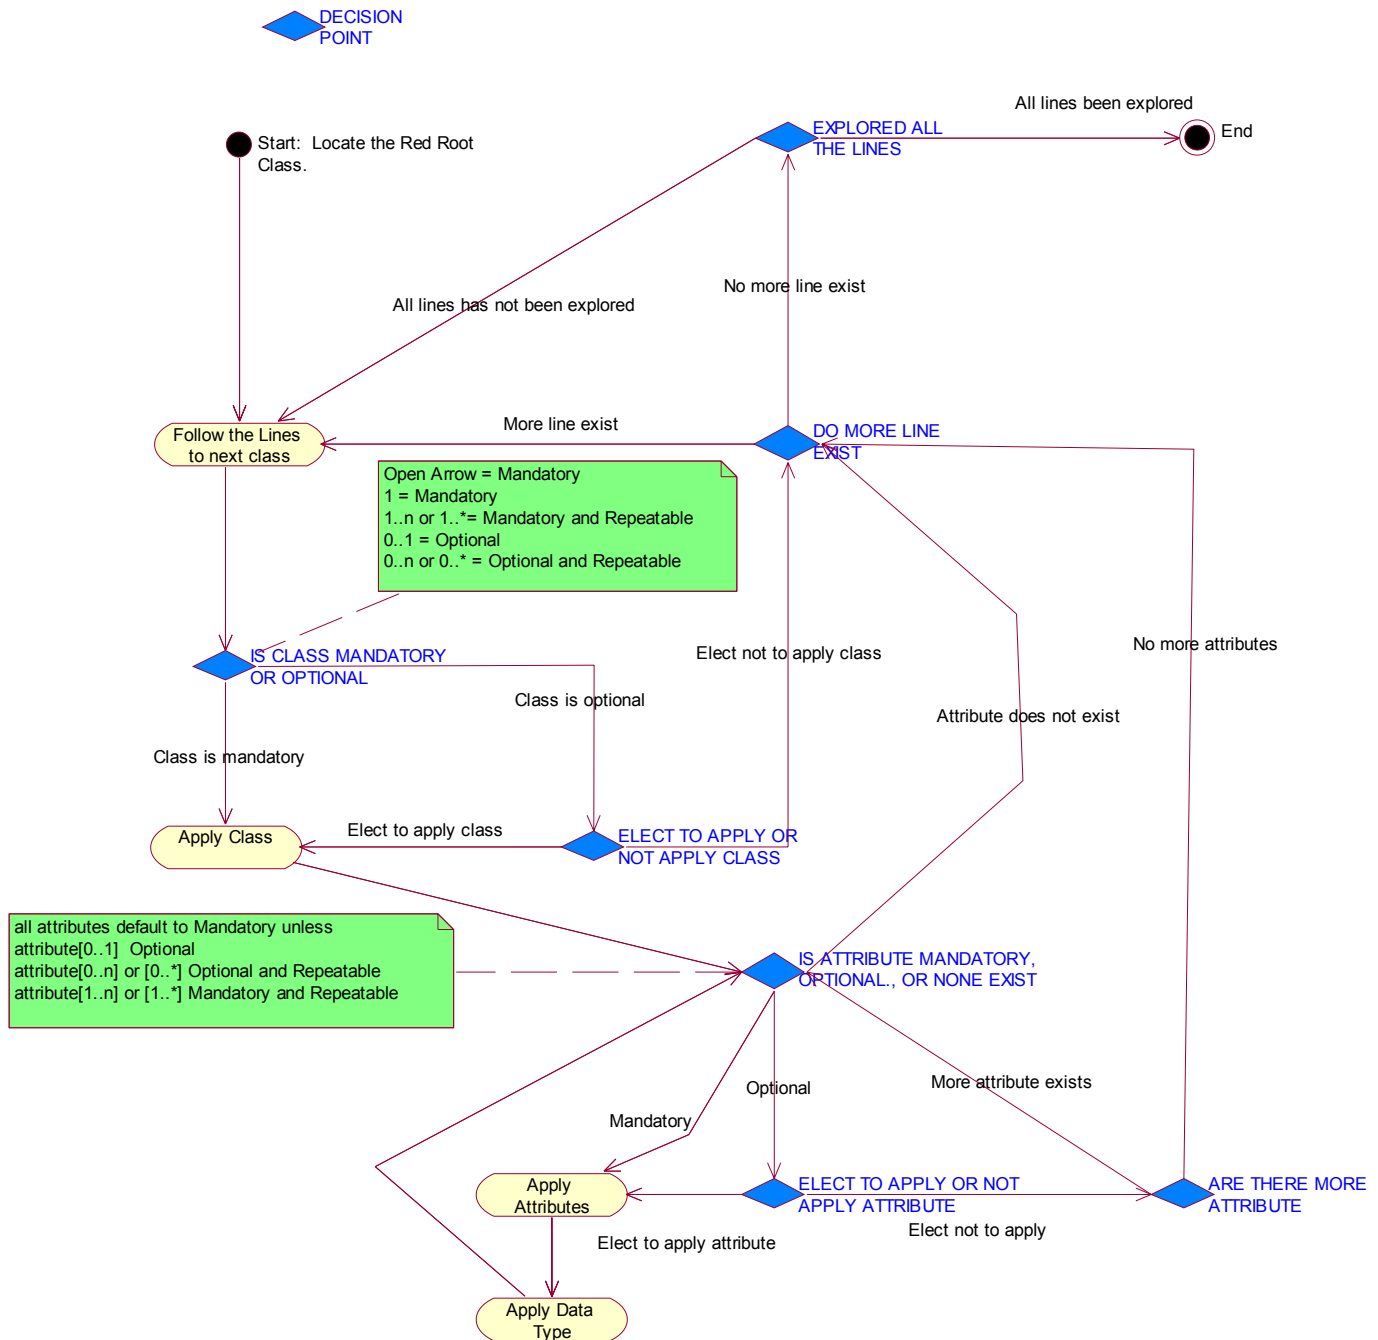 DECISION
POINT
All lines been explored
EXPLORED ALL
THE LINES
End
Start:  Locate the Red Root
Class.
No more line exist
All lines has not been explored
More line exist
DO MORE LINE
EXIST
Follow the Lines
to next class
Open Arrow = Mandatory
1 = Mandatory
1..n or 1..*= Mandatory and Repeatable
0..1 = Optional
0..n or 0..* = Optional and Repeatable
No more attributes
Elect not to apply class
IS CLASS MANDATORY
OR OPTIONAL
Class is optional
Attribute does not exist
Class is mandatory
Apply Class
Elect to apply class
ELECT TO APPLY OR
NOT APPLY CLASS
all attributes default to Mandatory unless
attribute[0..1]  Optional
attribute[0..n] or [0..*] Optional and Repeatable
attribute[1..n] or [1..*] Mandatory and Repeatable
IS ATTRIBUTE MANDATORY,
OPTIONAL., OR NONE EXIST
More attribute exists
Optional
Mandatory
Apply
Attributes
ELECT TO APPLY OR NOT
APPLY ATTRIBUTE
ARE THERE MORE
ATTRIBUTE
Elect not to apply
Elect to apply attribute
Apply Data
Type